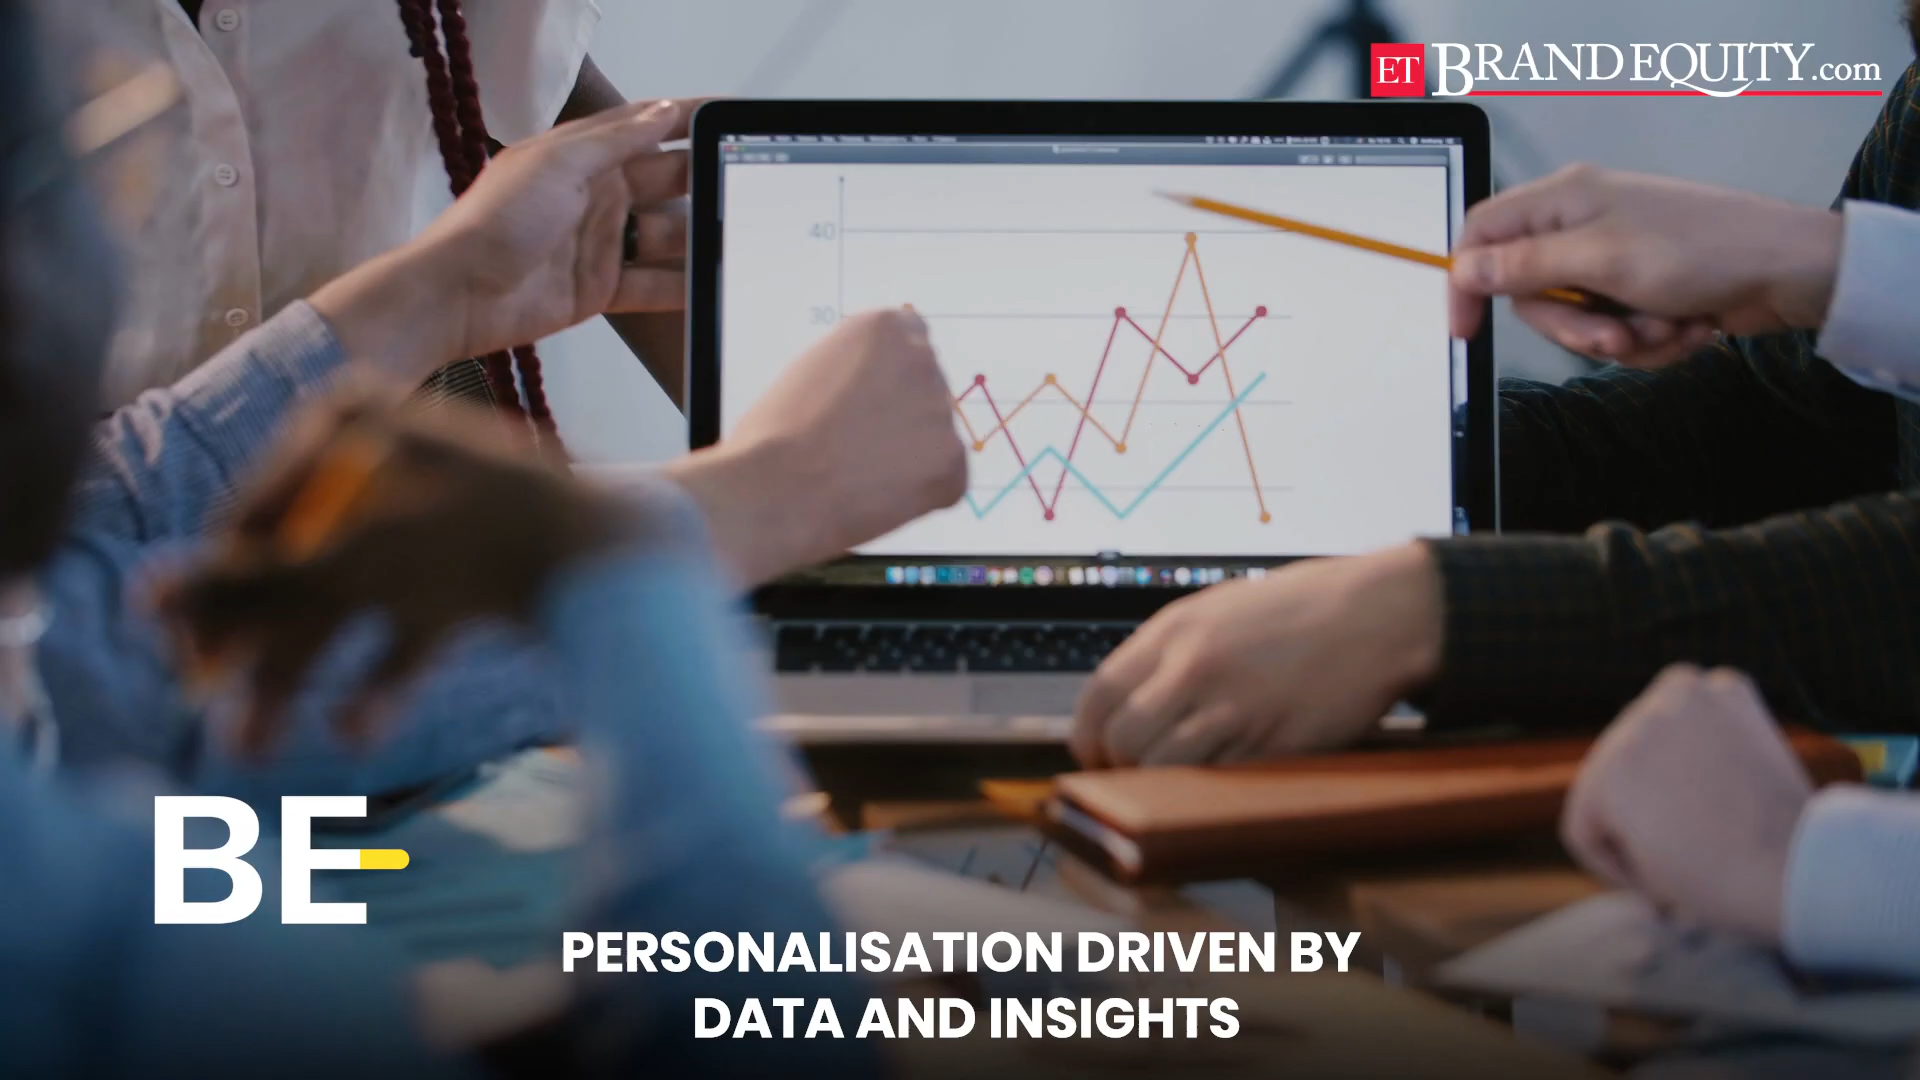 ET BRANDEQUITY.com
40
30
BE
PERSONALISATION DRIVEN BY
DATA AND INSIGHTS